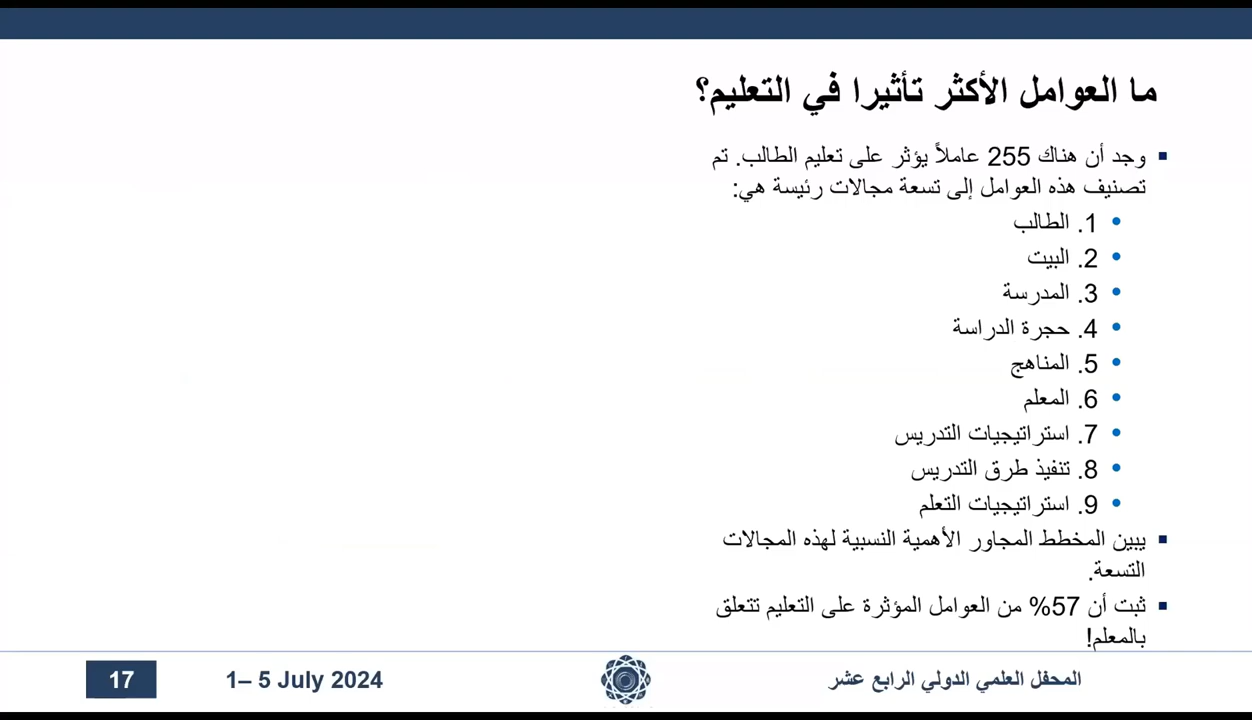 ما العوامل الأكثر تأثيرا في التعليم؟
وجد أن هناك 255 عاملاً يؤثر على تعليم الطالب. تم
تصنيف هذه العوامل إلى تسعة مجالات رئيسة هي:
1. الطالب
2. البيت
3. المدرسة
4. حجرة الدراسة
5. المناهج
6. المعلم
7. استراتيجيات التدريس
8. تنفيذ طرق التدريس
9. استراتيجيات التعلم
يبين المخطط المجاور الأهمية النسبية لهذه المجالات
التسعة.
ثبت أن 57% من العوامل المؤثرة على التعليم تتعلق
بالمعلم!
المحفل العلمي الدولي الرابع عشر
1– 5 July 2024
17